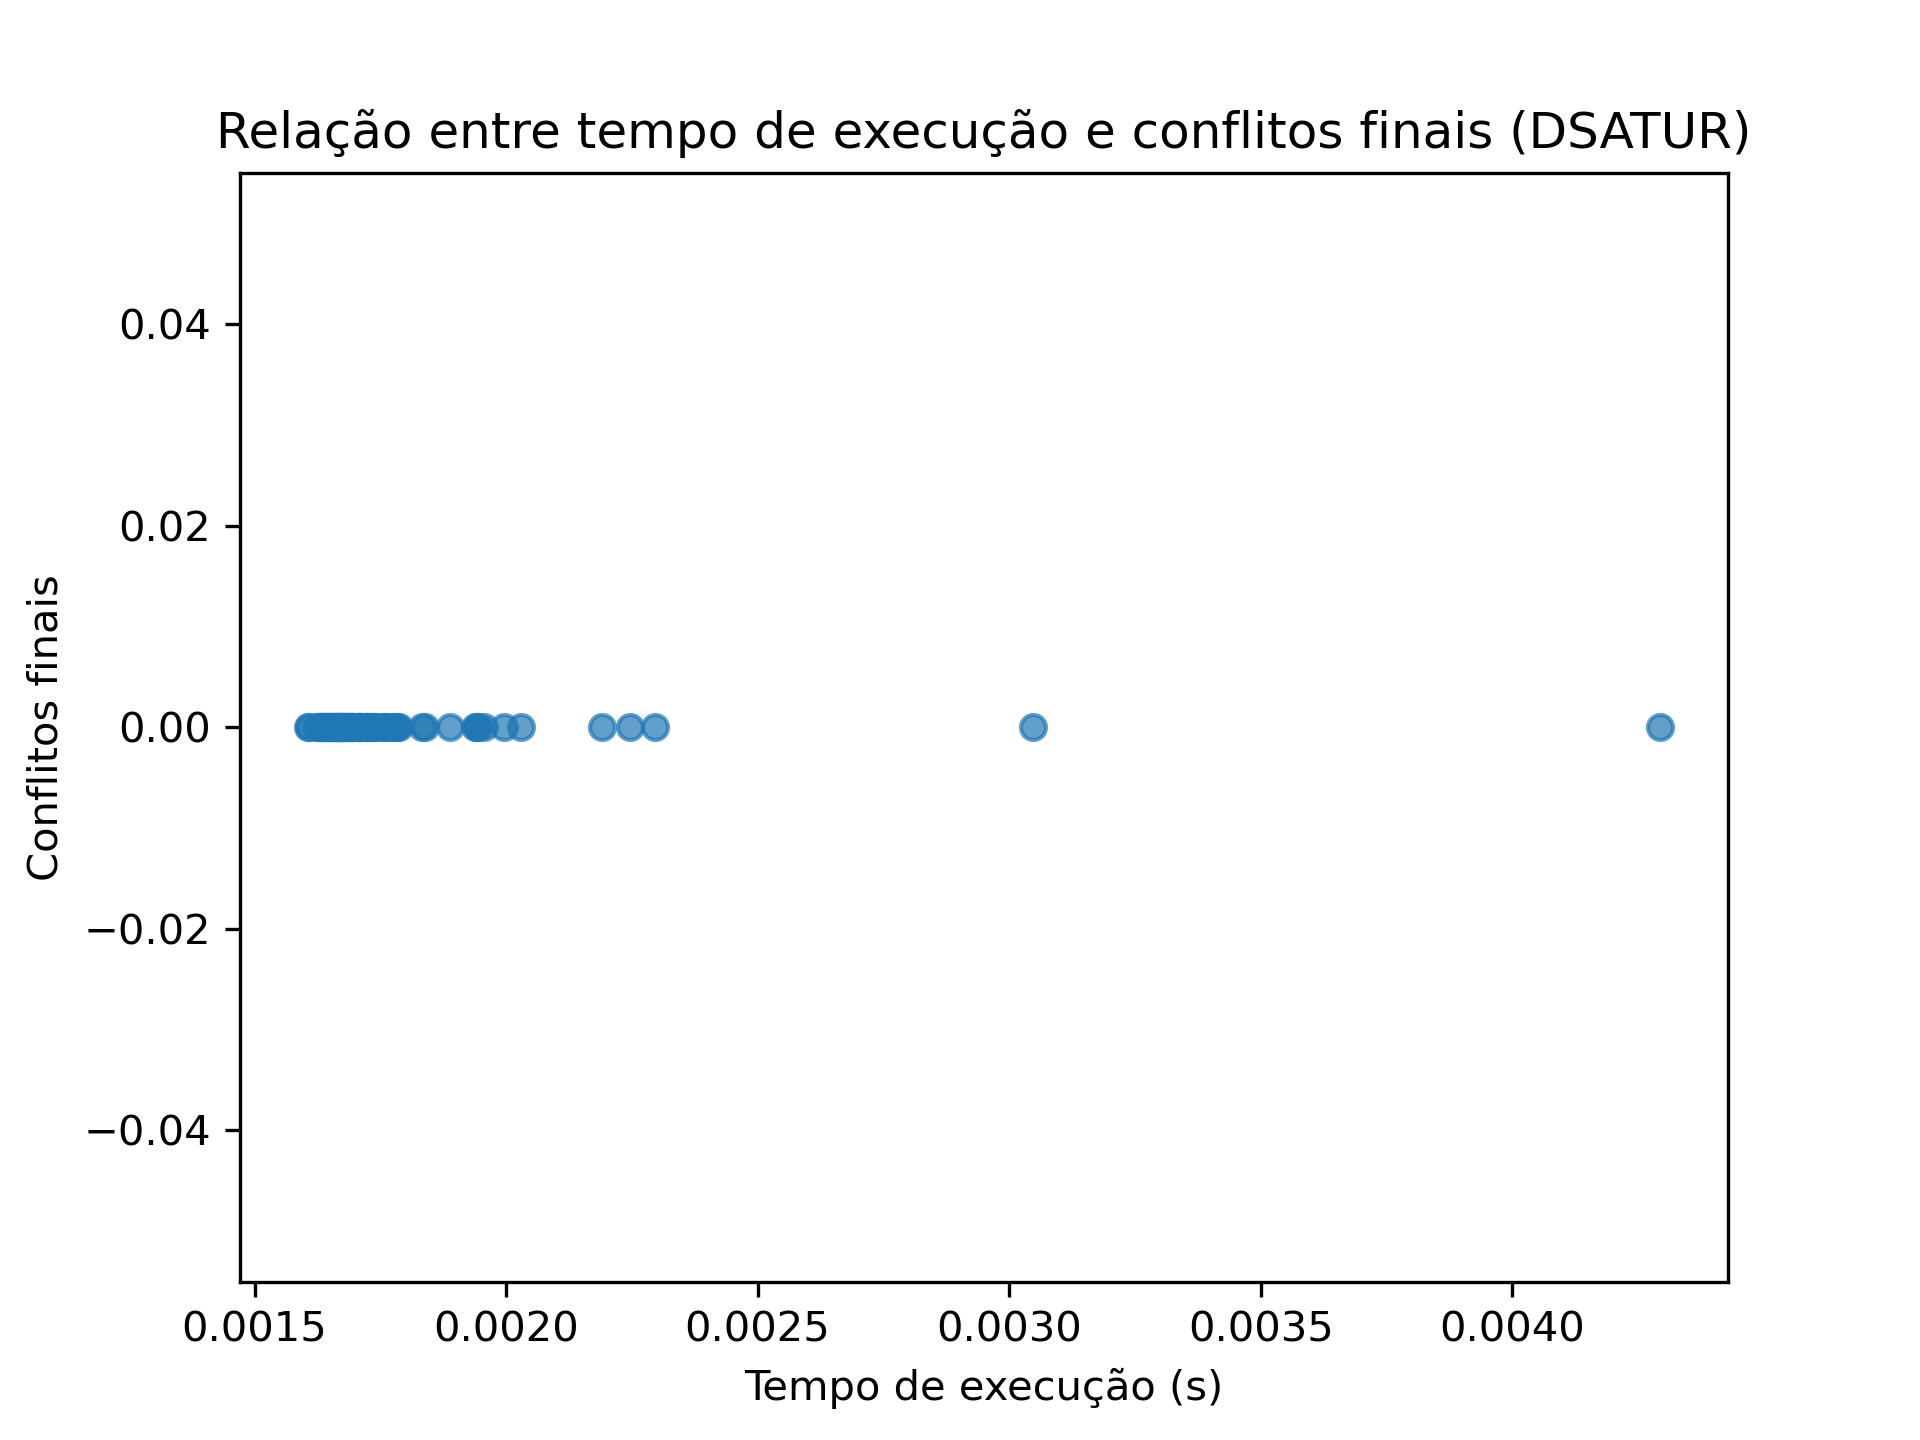 Relação entre tempo de execução e conflitos finais (DSATUR)
Conflitos finais
0.04
0.02
0.00
−0.02
−0.04
0.0015 0.0020 0.0025 0.0030 0.0035 0.0040
Tempo de execução (s)